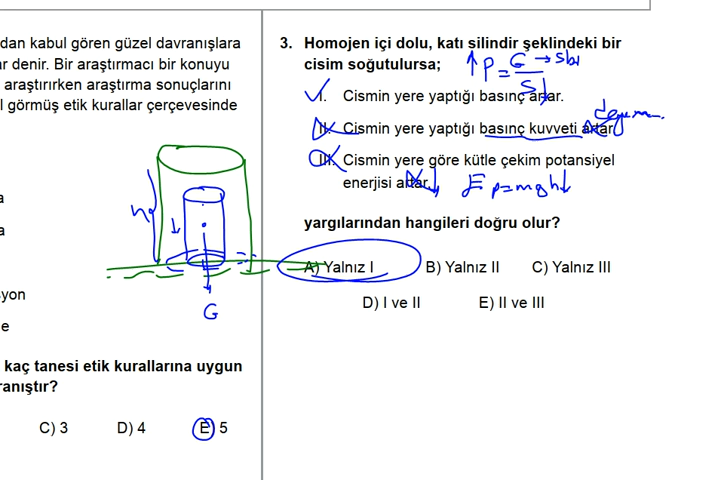 dan kabul gören güzel davranışlara
ar denir. Bir araştırmacı bir konuyu
araştırırken araştırma sonuçlarını
l görmüş etik kurallar çerçevesinde
a
a
h
G
syon
e
kaç tanesi etik kurallarına uygun
ranıştır?
C) 3 D) 4 E) 5
3. Homojen içi dolu, katı silindir şeklindeki bir
cisim soğutulursa;
↑P = G → sbt
S↓
I. Cismin yere yaptığı basınç artar.
II. Cismin yere yaptığı basınç kuvveti artar.
III. Cismin yere göre kütle çekim potansiyel
enerjisi artar. ↓ Ep=mgh↓
yargılarından hangileri doğru olur?
A) Yalnız I B) Yalnız II C) Yalnız III
D) I ve II E) II ve III